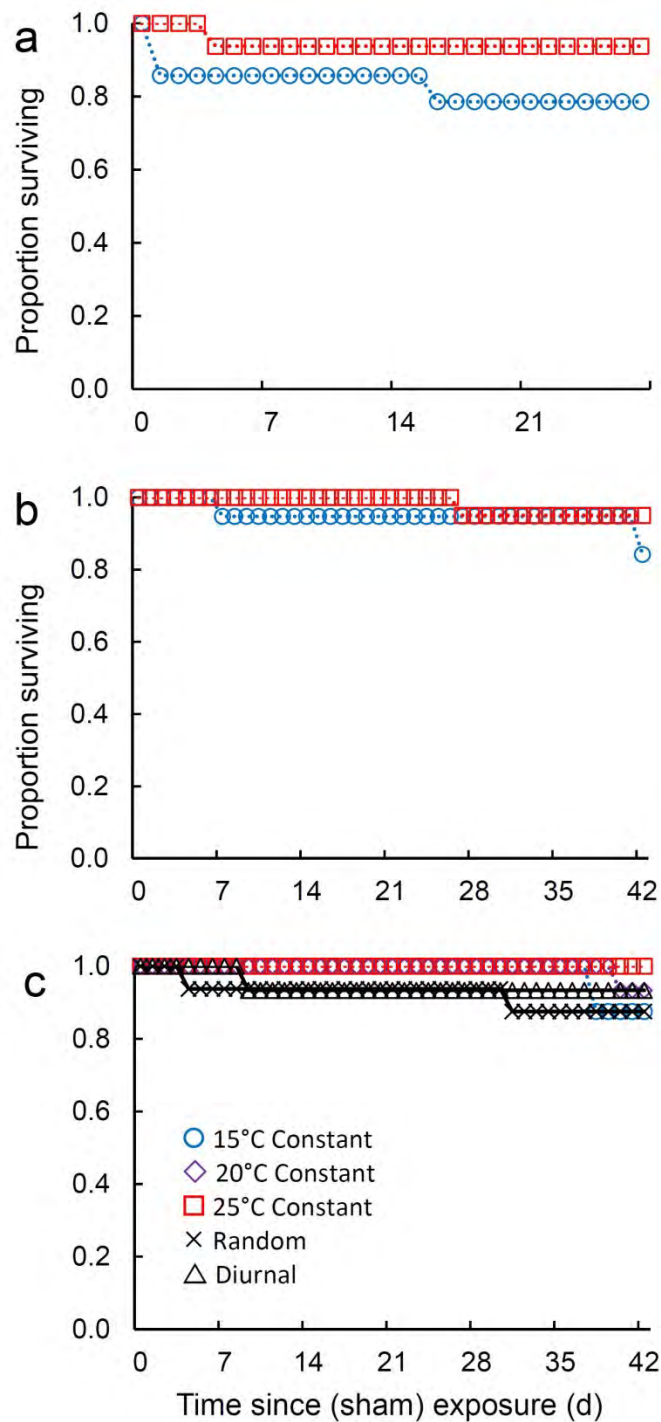 a
Proportion surviving
1.0
0.8
0.6
0.4
0.2
0.0
0 7 14 21
b
Proportion surviving
1.0
0.8
0.6
0.4
0.2
0.0
0 7 14 21 28 35 42
c
1.0
0.8
0.6
0.4
0.2
0.0
15°C Constant
20°C Constant
25°C Constant
Random
Diurnal
0 7 14 21 28 35 42
Time since (sham) exposure (d)